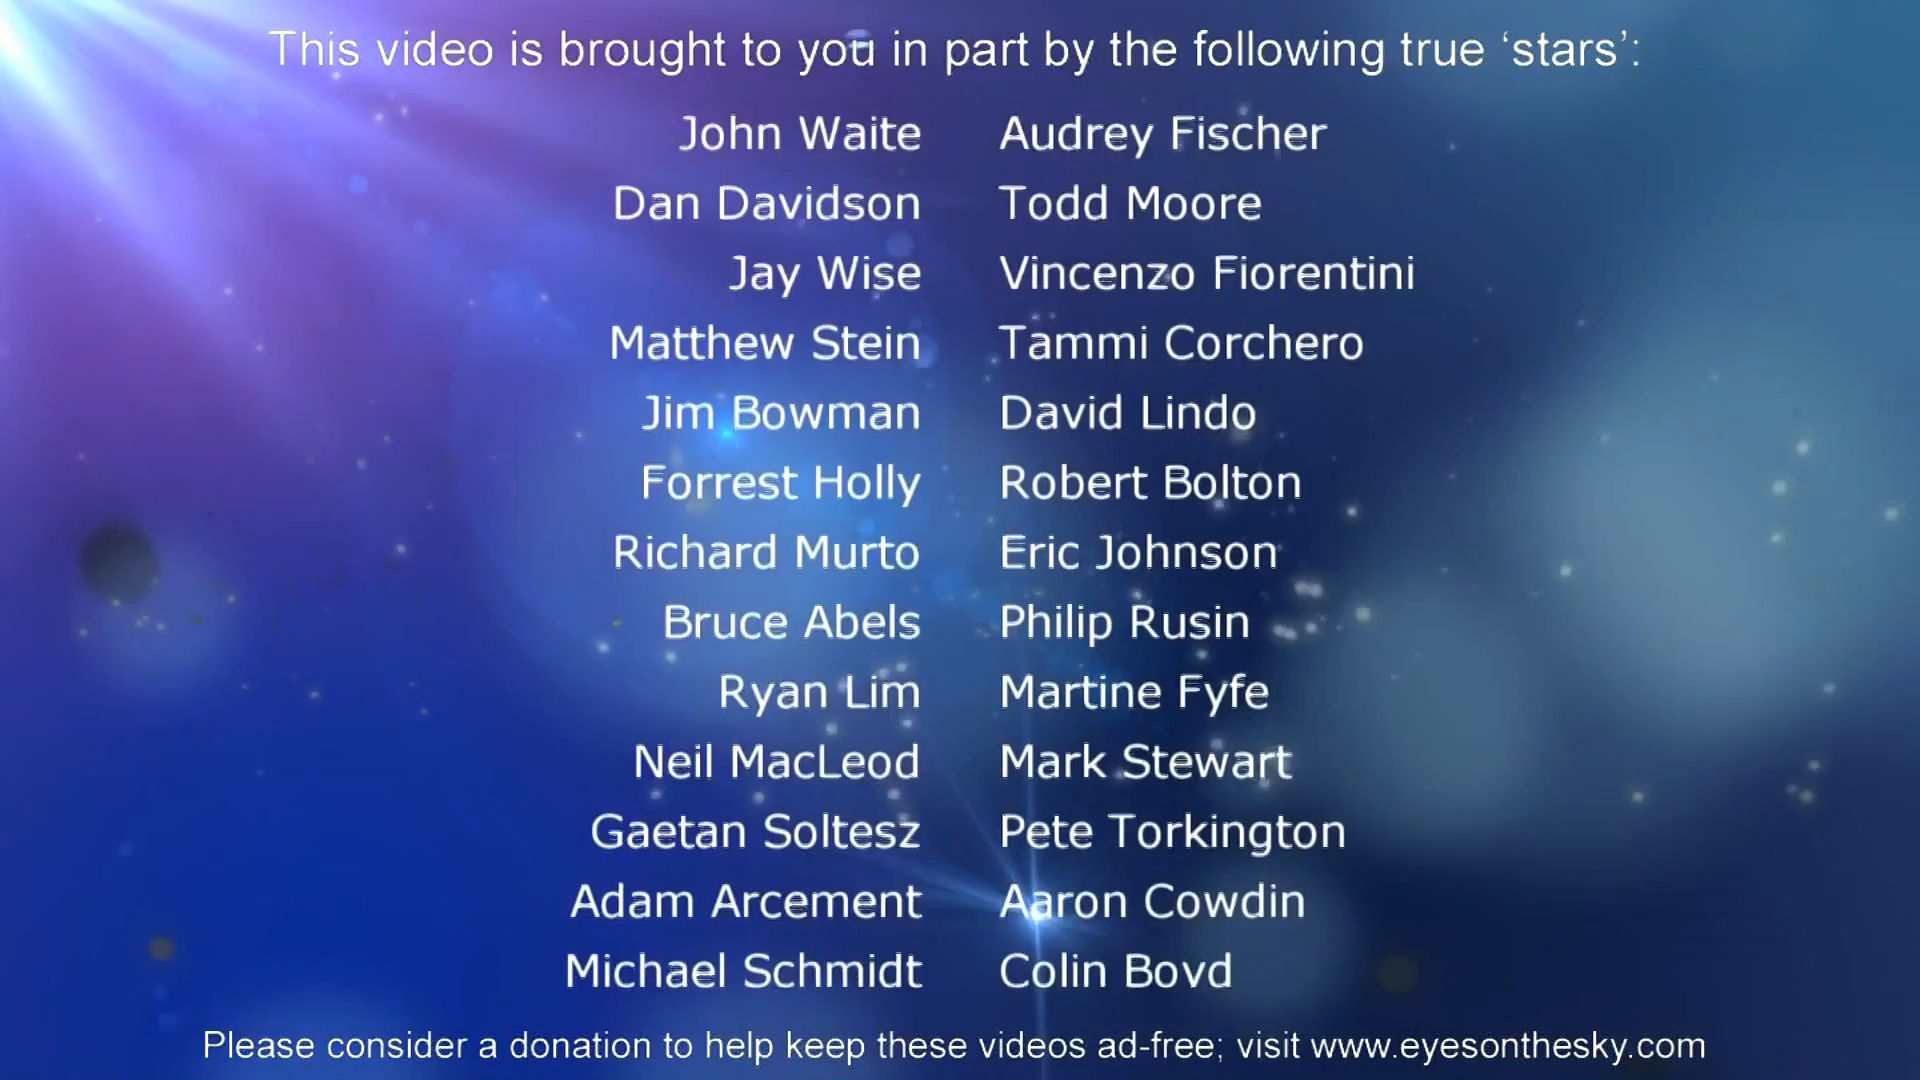 This video is brought to you in part by the following true ‘stars’:
John Waite Audrey Fischer
Dan Davidson Todd Moore
Jay Wise Vincenzo Fiorentini
Matthew Stein Tammi Corchero
Jim Bowman David Lindo
Forrest Holly Robert Bolton
Richard Murto Eric Johnson
Bruce Abels Philip Rusin
Ryan Lim Martine Fyfe
Neil MacLeod Mark Stewart
Gaetan Soltesz Pete Torkington
Adam Arcement Aaron Cowdin
Michael Schmidt Colin Boyd
Please consider a donation to help keep these videos ad-free; visit www.eyesonthesky.com